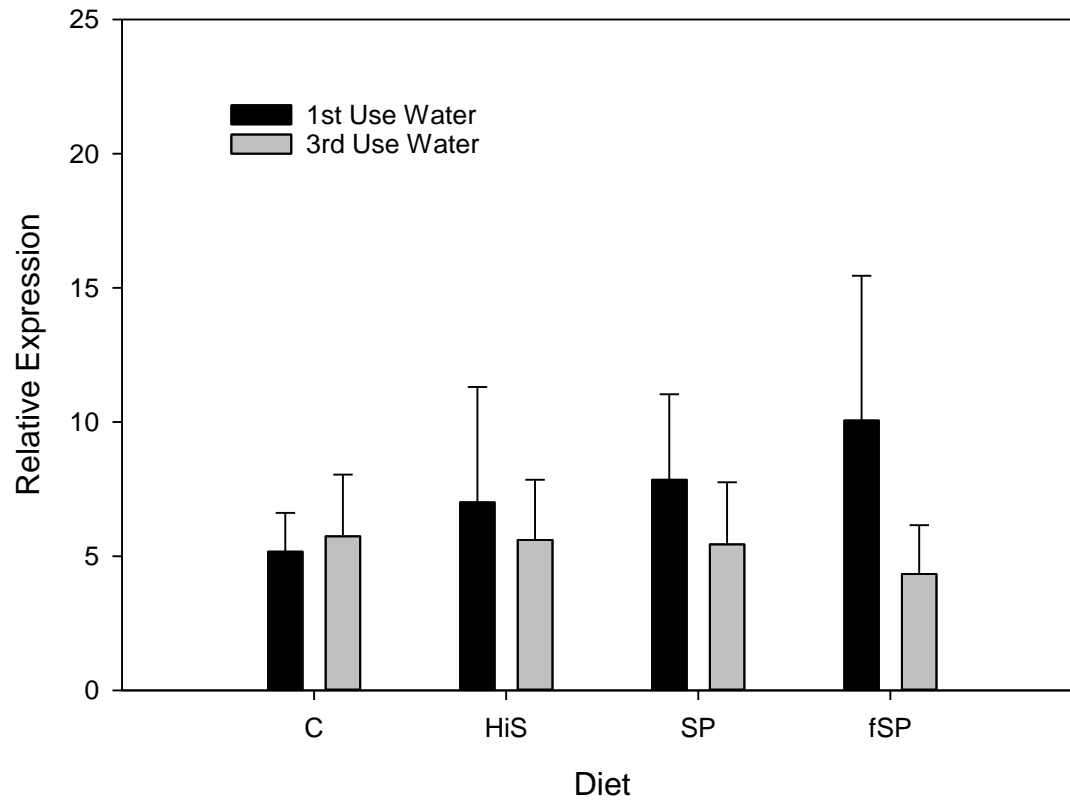 25
20
15
10
5
0
Relative Expression
1st Use Water
3rd Use Water
C HiS SP fSP
Diet